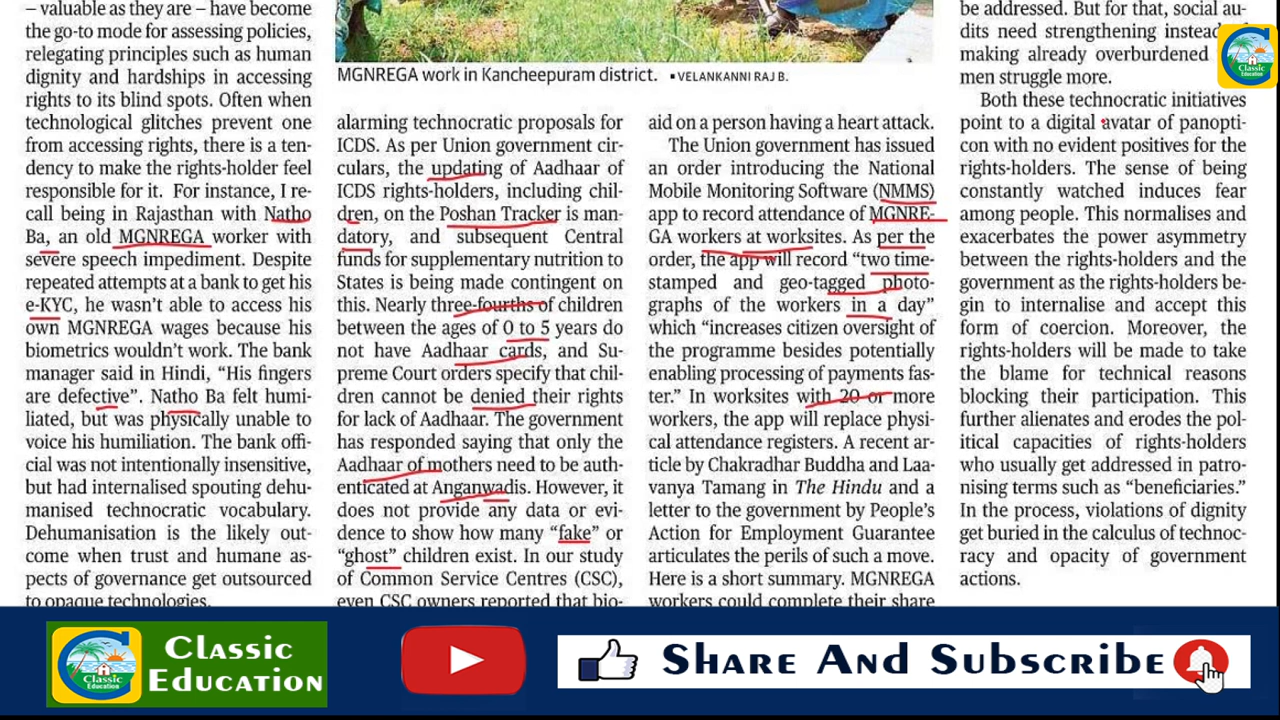 – valuable as they are – have become
the go-to mode for assessing policies,
relegating principles such as human
dignity and hardships in accessing
rights to its blind spots. Often when
technological glitches prevent one
from accessing rights, there is a ten-
dency to make the rights-holder feel
responsible for it. For instance, I re-
call being in Rajasthan with Natho
Ba, an old MGNREGA worker with
severe speech impediment. Despite
repeated attempts at a bank to get his
e-KYC, he wasn't able to access his
own MGNREGA wages because his
biometrics wouldn't work. The bank
manager said in Hindi, “His fingers
are defective”. Natho Ba felt humi-
liated, but was physically unable to
voice his humiliation. The bank offi-
cial was not intentionally insensitive,
but had internalised spouting dehu-
manised technocratic vocabulary.
Dehumanisation is the likely out-
come when trust and humane as-
pects of governance get outsourced
to opaque technologies.
MGNREGA work in Kancheepuram district. ▪ VELANKANNI RAJ B.
alarming technocratic proposals for
ICDS. As per Union government cir-
culars, the updating of Aadhaar of
ICDS rights-holders, including chil-
dren, on the Poshan Tracker is man-
datory, and subsequent Central
funds for supplementary nutrition to
States is being made contingent on
this. Nearly three-fourths of children
between the ages of 0 to 5 years do
not have Aadhaar cards, and Su-
preme Court orders specify that chil-
dren cannot be denied their rights
for lack of Aadhaar. The government
has responded saying that only the
Aadhaar of mothers need to be auth-
enticated at Anganwadis. However, it
does not provide any data or evi-
dence to show how many “fake” or
“ghost” children exist. In our study
of Common Service Centres (CSC),
even CSC owners reported that bio-
aid on a person having a heart attack.
The Union government has issued
an order introducing the National
Mobile Monitoring Software (NMMS)
app to record attendance of MGNRE-
GA workers at worksites. As per the
order, the app will record “two time-
stamped and geo-tagged photo-
graphs of the workers in a day”
which “increases citizen oversight of
the programme besides potentially
enabling processing of payments fas-
ter.” In worksites with 20 or more
workers, the app will replace physi-
cal attendance registers. A recent ar-
ticle by Chakradhar Buddha and Laa-
vanya Tamang in The Hindu and a
letter to the government by People's
Action for Employment Guarantee
articulates the perils of such a move.
Here is a short summary. MGNREGA
workers could complete their share
be addressed. But for that, social au-
dits need strengthening instead
making already overburdened
men struggle more.
Both these technocratic initiatives
point to a digital avatar of panopti-
con with no evident positives for the
rights-holders. The sense of being
constantly watched induces fear
among people. This normalises and
exacerbates the power asymmetry
between the rights-holders and the
government as the rights-holders be-
gin to internalise and accept this
form of coercion. Moreover, the
rights-holders will be made to take
the blame for technical reasons
blocking their participation. This
further alienates and erodes the pol-
itical capacities of rights-holders
who usually get addressed in patro-
nising terms such as “beneficiaries.”
In the process, violations of dignity
get buried in the calculus of technoc-
racy and opacity of government
actions.
Classic
Education
Classic
Education
Classic
Education
Share And Subscribe